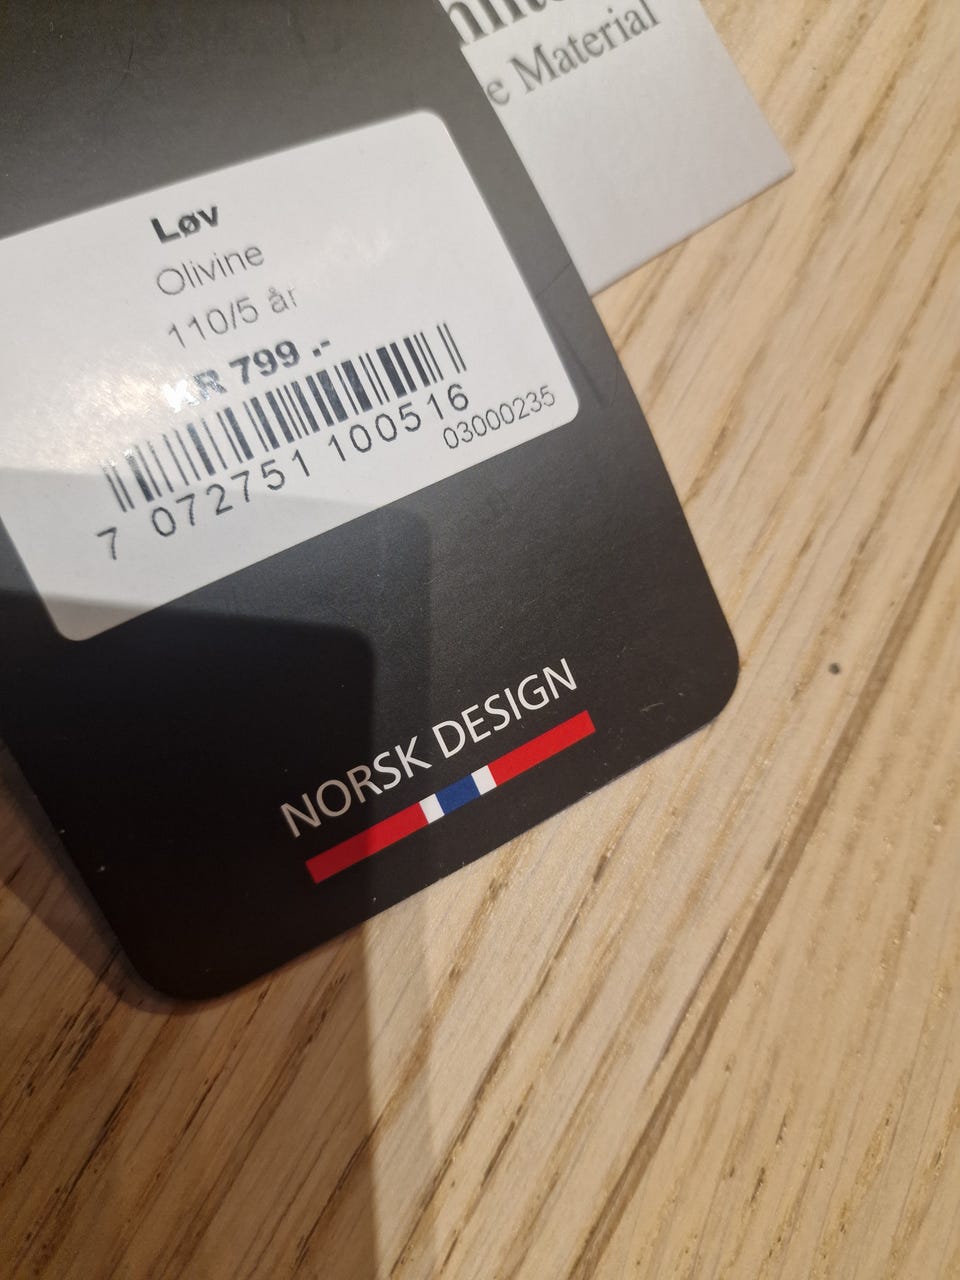 e Material
Løv
Olivine
110/5 år
KR 799 .-
7 072751 100516
03000235
NORSK DESIGN